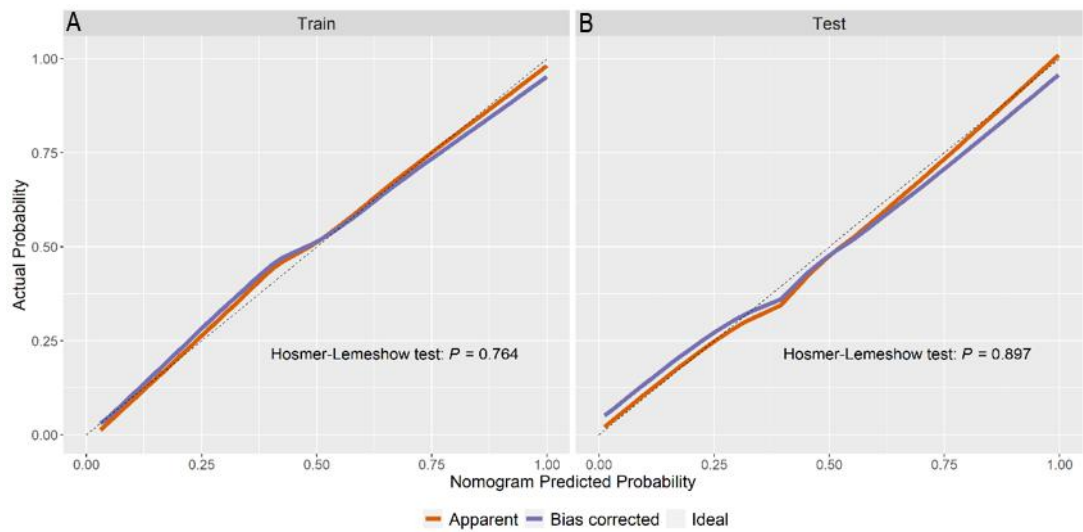 A
Train
B
Test
Actual Probability
1.00
0.75
0.50
0.25
0.00
Hosmer-Lemeshow test: P = 0.764
Hosmer-Lemeshow test: P = 0.897
0.00 0.25 0.50 0.75 1.00
0.00 0.25 0.50 0.75 1.00
Nomogram Predicted Probability
Apparent Bias corrected Ideal